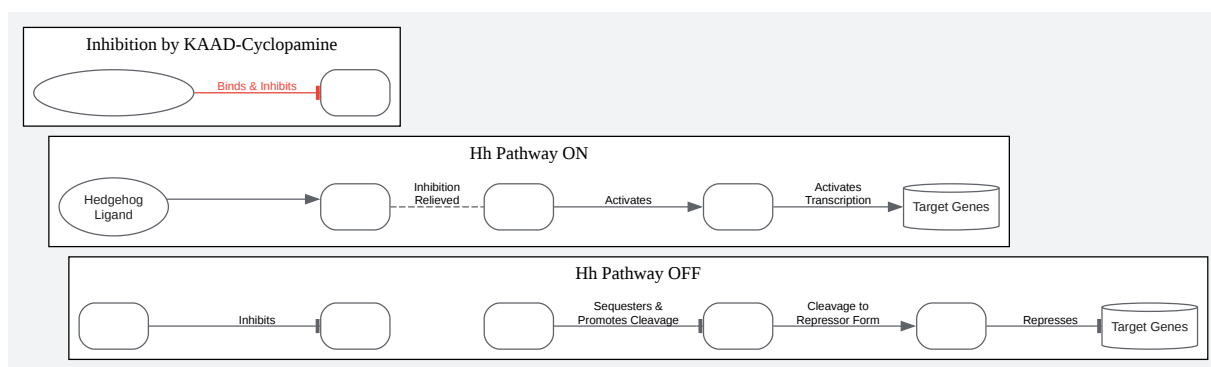 Inhibition by KAAD-Cyclopamine
Binds & Inhibits
Hh Pathway ON
Hedgehog
Ligand
Inhibition
Relieved
Activates
Activates
Transcription
Target Genes
Hh Pathway OFF
Inhibits
Sequesters &
Promotes Cleavage
Cleavage to
Repressor Form
Represses
Target Genes